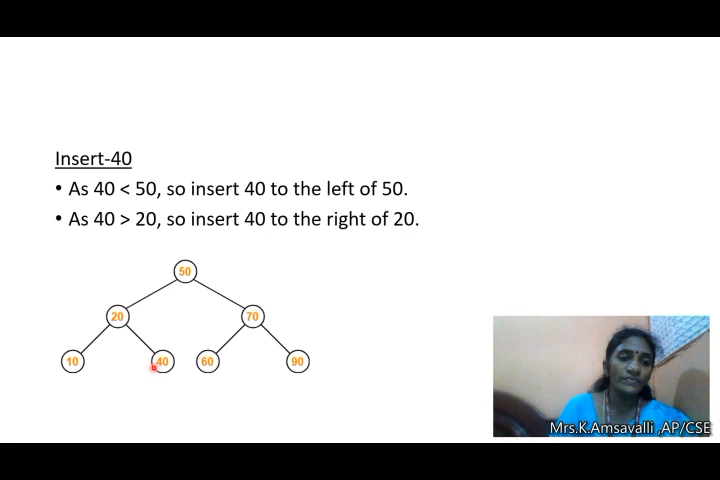 Insert-40
• As 40 < 50, so insert 40 to the left of 50.
• As 40 > 20, so insert 40 to the right of 20.
50
20 70
10 40 60 90
Mrs.K.Amsavalli ,AP/CSE